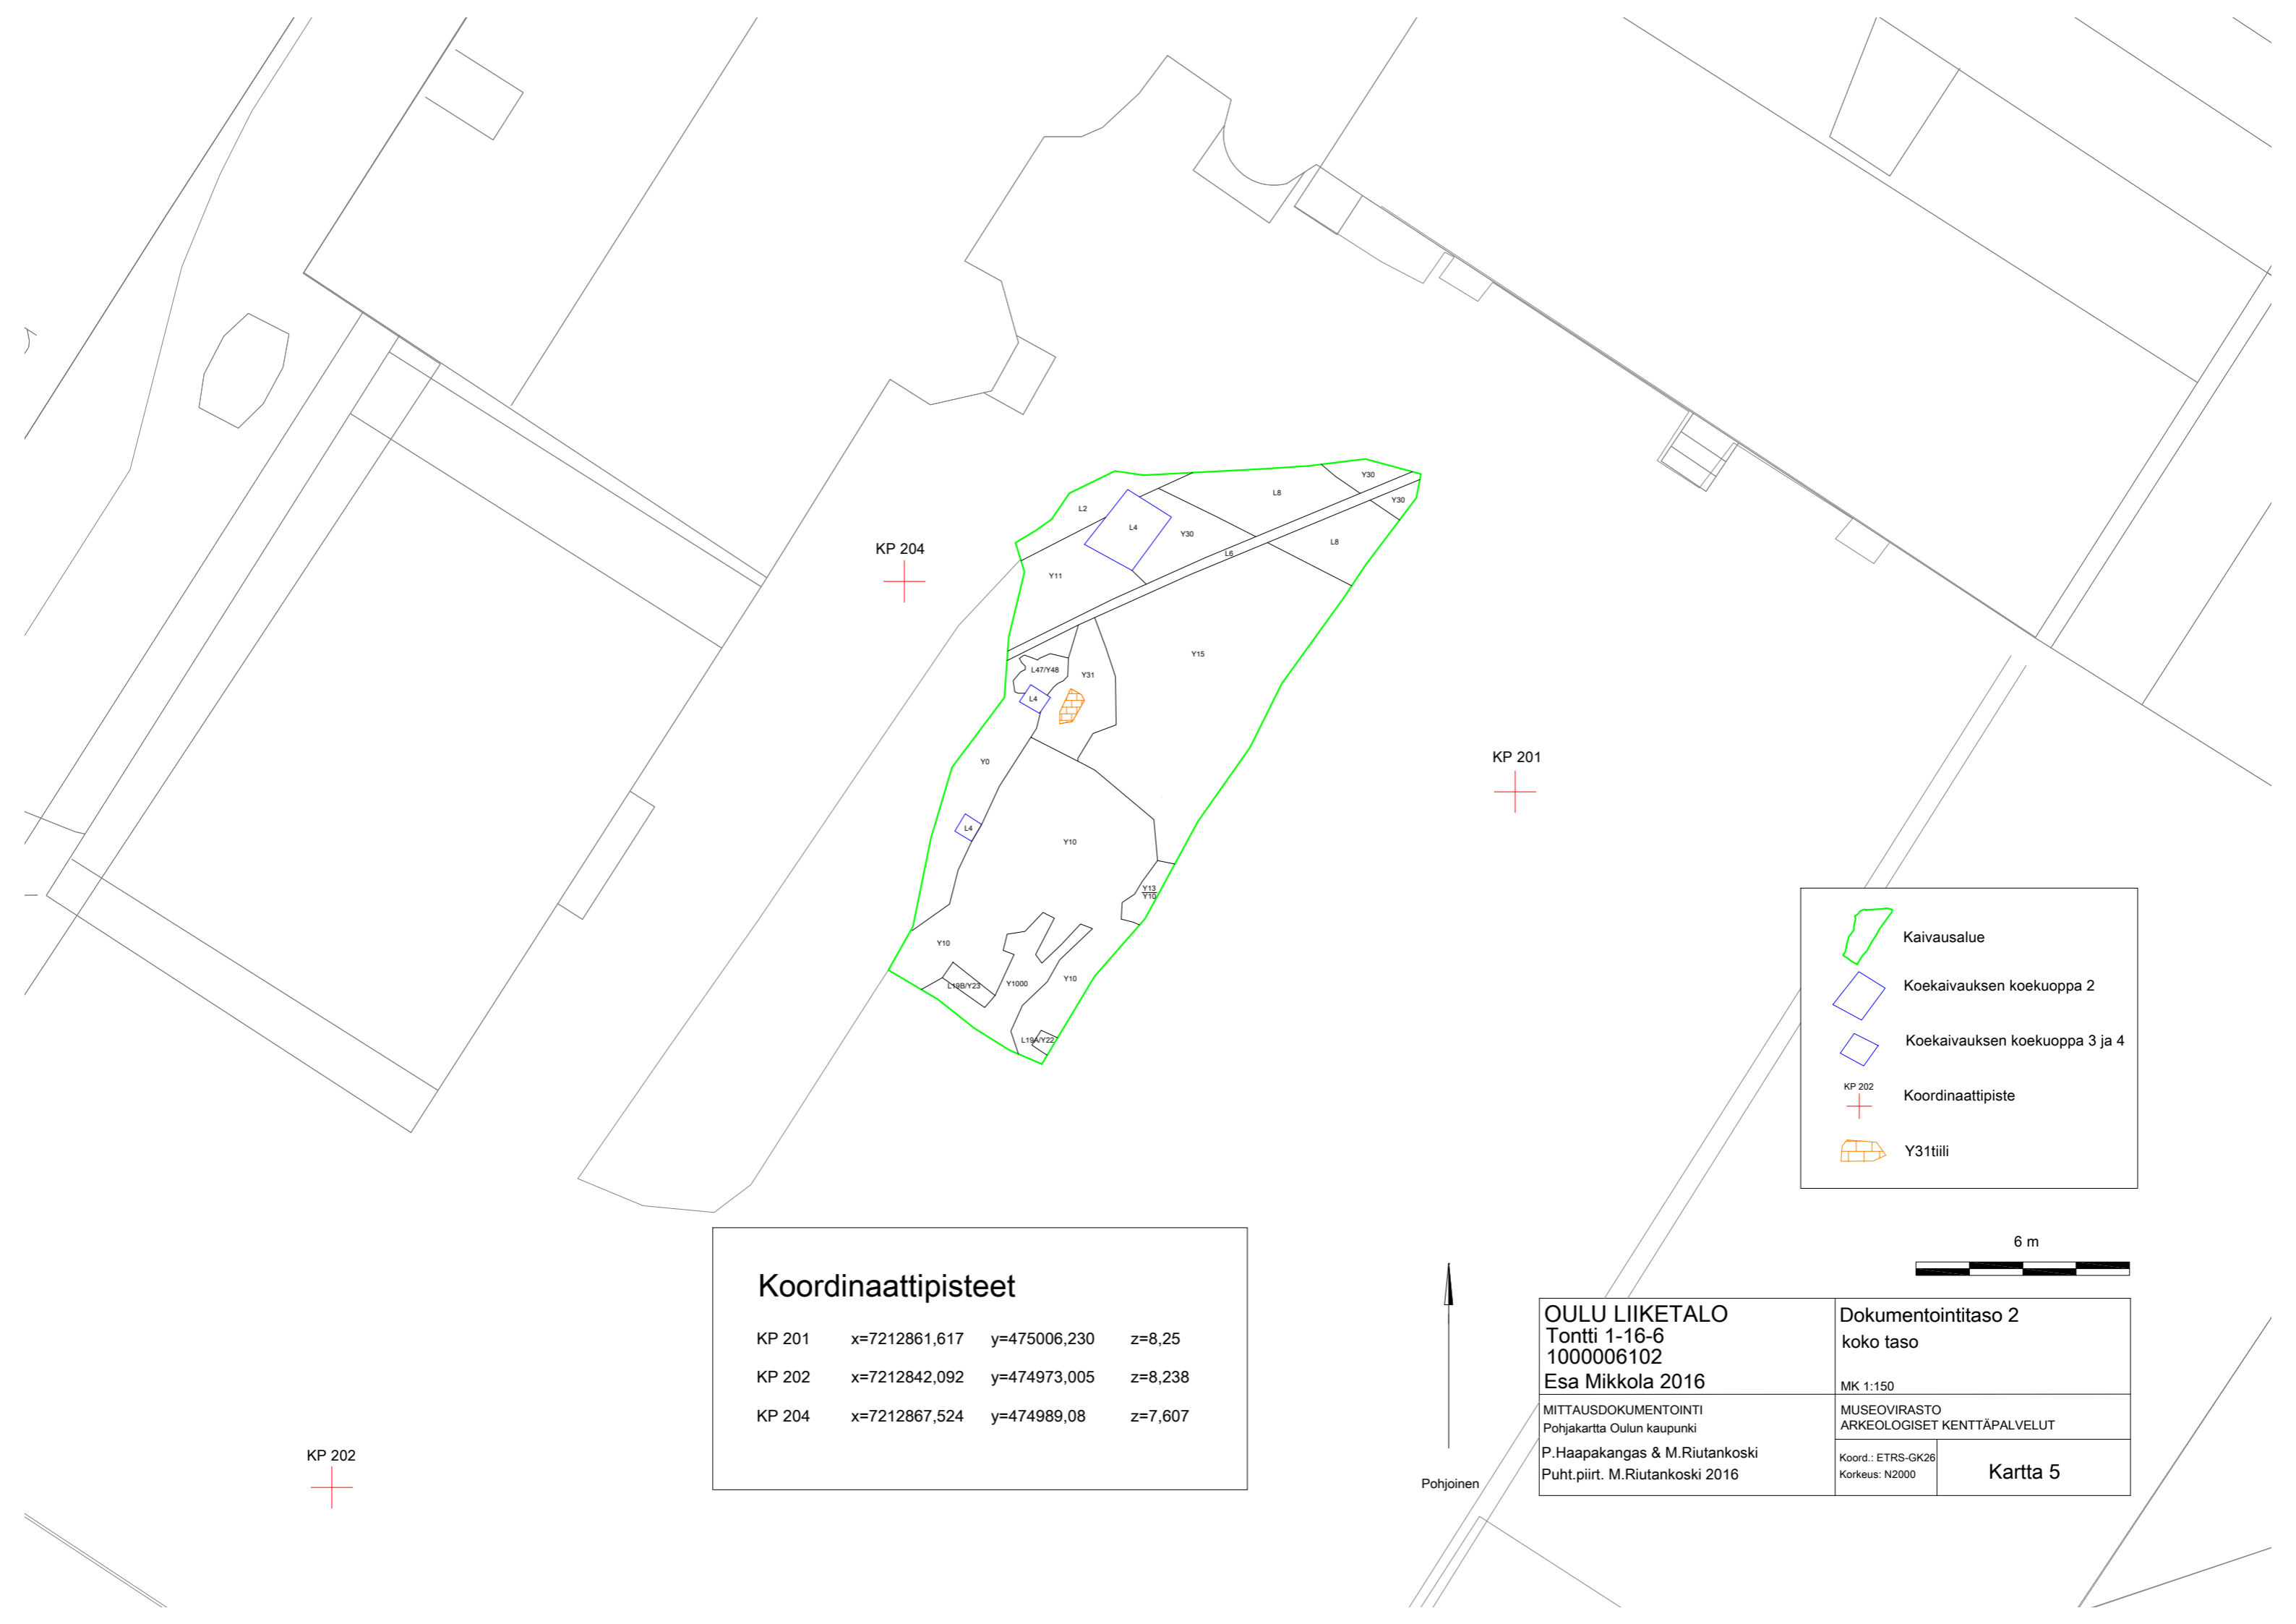 Y30
L8
Y30
L2
L4
Y30
L8
KP 204
L6
Y11
Y15
L47/Y48
Y31
L4
KP 201
Y0
L4
Y10
Y13
Y10
Y10
Y10
L19B/Y23
Y1000
L19A/Y22
Kaivausalue
Koekaivauksen koekuoppa 2
Koekaivauksen koekuoppa 3 ja 4
KP 202
Koordinaattipiste
Y31tiili
6 m
Koordinaattipisteet
KP 201 x=7212861,617 y=475006,230 z=8,25
KP 202 x=7212842,092 y=474973,005 z=8,238
KP 204 x=7212867,524 y=474989,08 z=7,607
KP 202
Pohjoinen
OULU LIIKETALO
Tontti 1-16-6
1000006102
Esa Mikkola 2016
Dokumentointitaso 2
koko taso
MK 1:150
MITTAUSDOKUMENTOINTI
Pohjakartta Oulun kaupunki
P.Haapakangas & M.Riutankoski
Puht.piirt. M.Riutankoski 2016
MUSEOVIRASTO
ARKEOLOGISET KENTTÄPALVELUT
Koord.: ETRS-GK26
Korkeus: N2000
Kartta 5